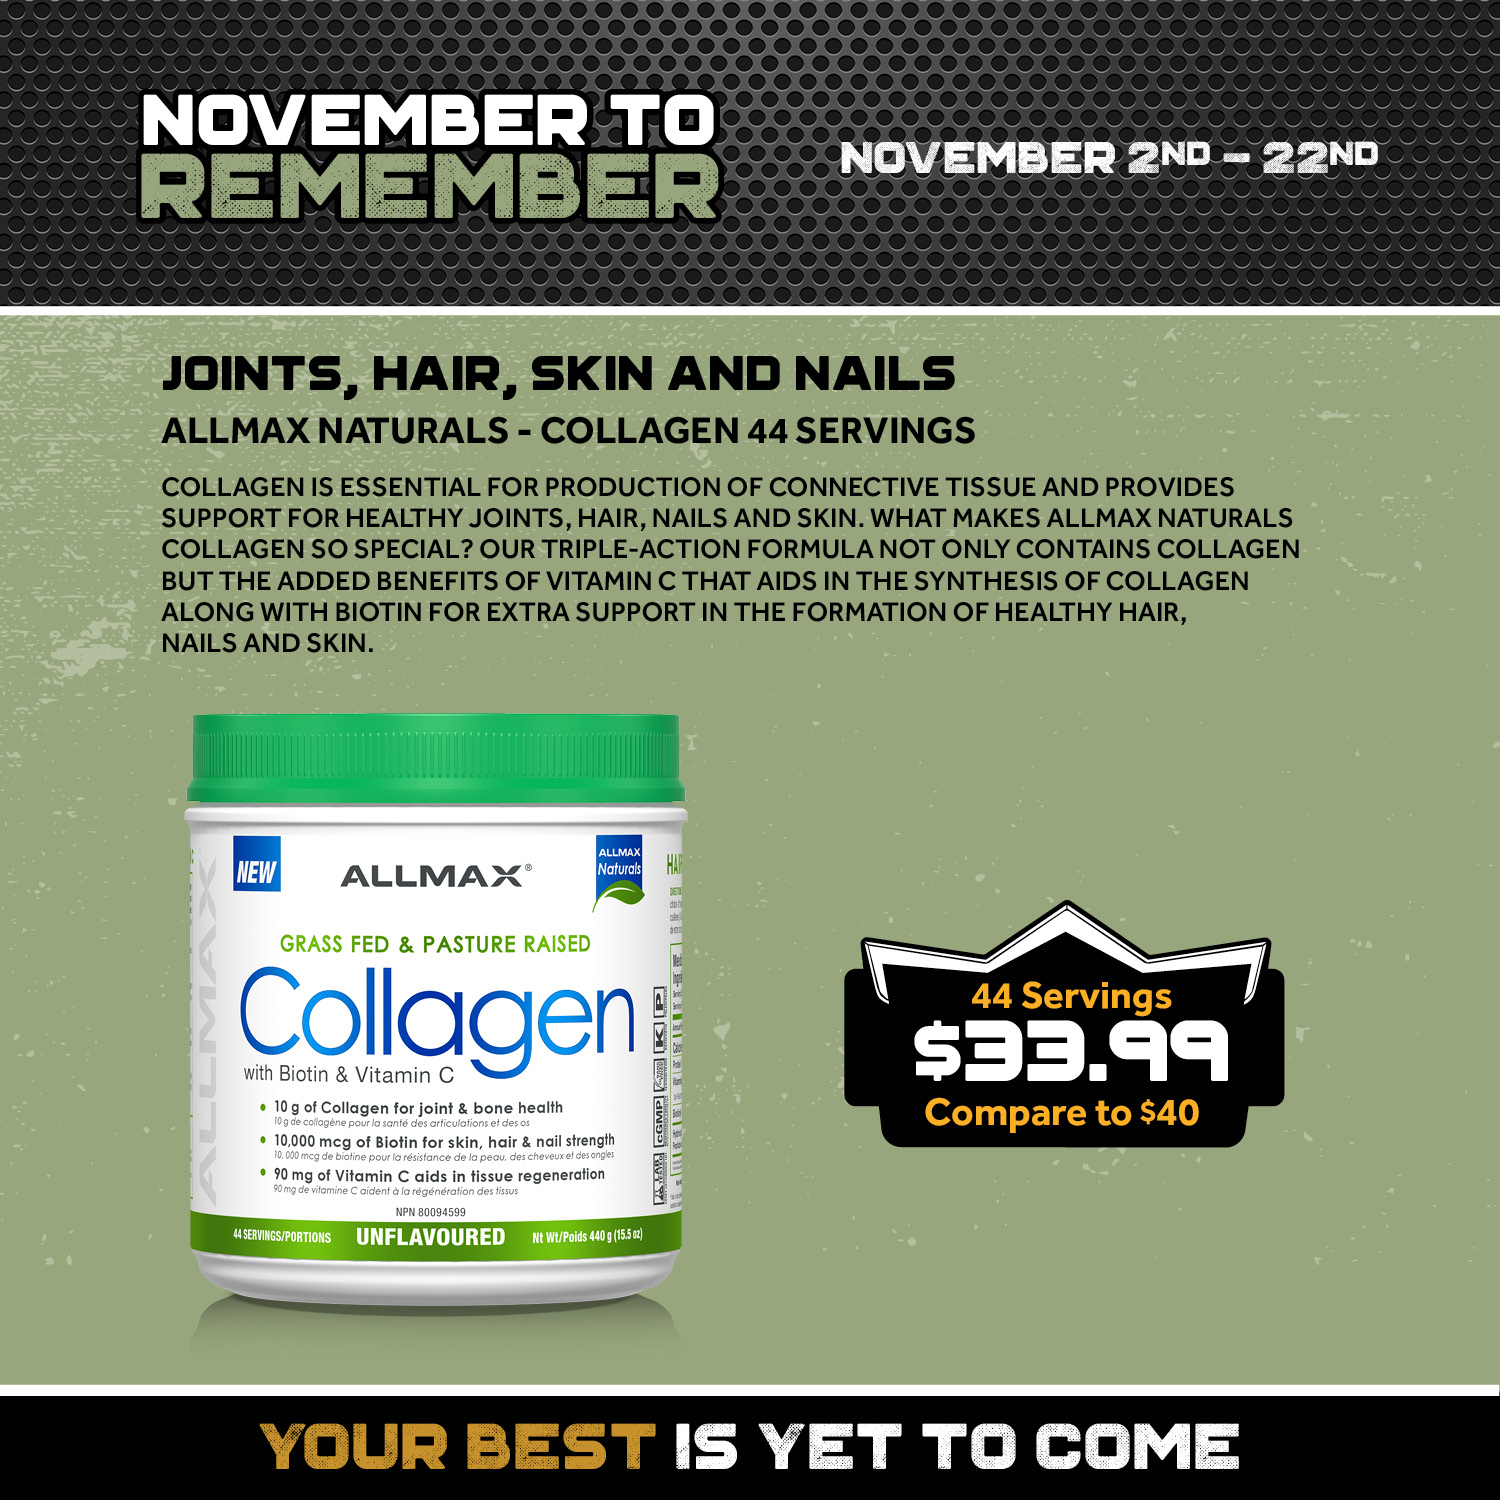 NOVEMBER TO
REMEMBER
NOVEMBER 2ND – 22ND
JOINTS, HAIR, SKIN AND NAILS
ALLMAX NATURALS - COLLAGEN 44 SERVINGS
COLLAGEN IS ESSENTIAL FOR PRODUCTION OF CONNECTIVE TISSUE AND PROVIDES
SUPPORT FOR HEALTHY JOINTS, HAIR, NAILS AND SKIN. WHAT MAKES ALLMAX NATURALS
COLLAGEN SO SPECIAL? OUR TRIPLE-ACTION FORMULA NOT ONLY CONTAINS COLLAGEN
BUT THE ADDED BENEFITS OF VITAMIN C THAT AIDS IN THE SYNTHESIS OF COLLAGEN
ALONG WITH BIOTIN FOR EXTRA SUPPORT IN THE FORMATION OF HEALTHY HAIR,
NAILS AND SKIN.
NEW
ALLMAX®
ALLMAX
Naturals
ALLMAX
GRASS FED & PASTURE RAISED
Collagen
with Biotin & Vitamin C
• 10 g of Collagen for joint & bone health
10 g de collagène pour la santé des articulations et des os
• 10,000 mcg of Biotin for skin, hair & nail strength
10, 000 mcg de biotine pour la résistance de la peau, des cheveux et des ongles
• 90 mg of Vitamin C aids in tissue regeneration
90 mg de vitamine C aident à la régénération des tissus
NPN 80094599
44 SERVINGS/PORTIONS
UNFLAVOURED
Nt Wt/Poids 440 g (15.5 oz)
P
K
cGMP
LAB
TESTED
44 Servings
$33.99
Compare to $40
YOUR BEST IS YET TO COME